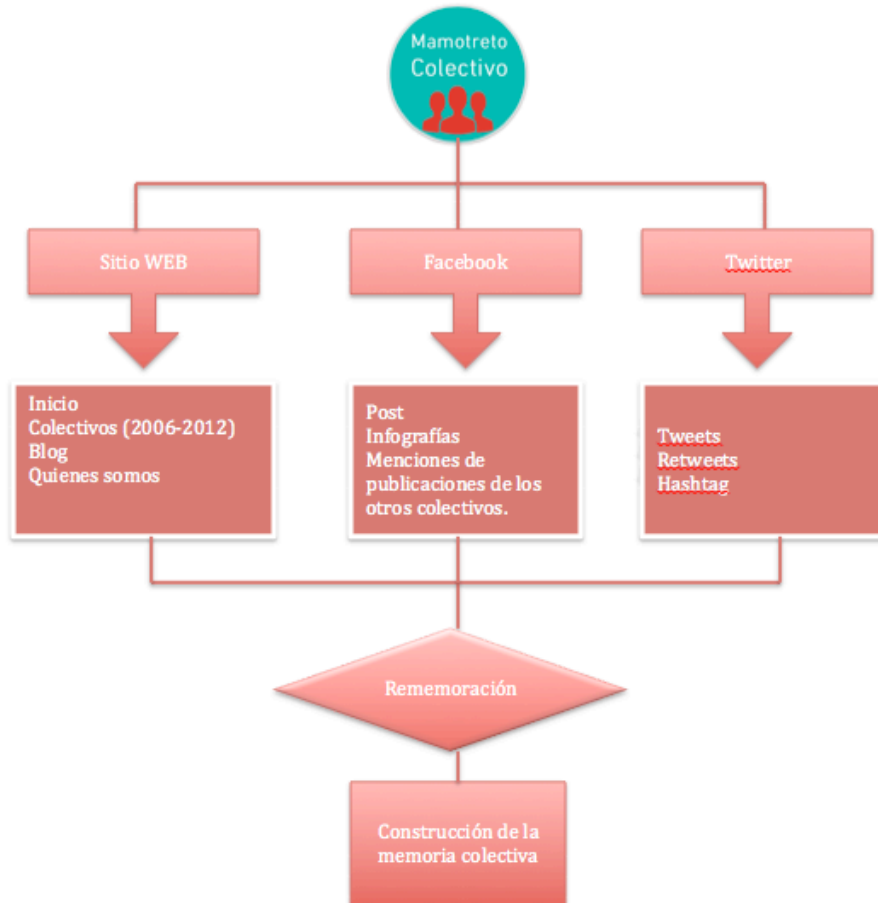 Mamotreto
Colectivo
Sitio WEB
Facebook
Twitter
Inicio
Colectivos (2006-2012)
Blog
Quienes somos
Post
Infografías
Menciones de
publicaciones de los
otros colectivos.
Tweets
Retweets
Hashtag
Rememoración
Construcción de la
memoria colectiva